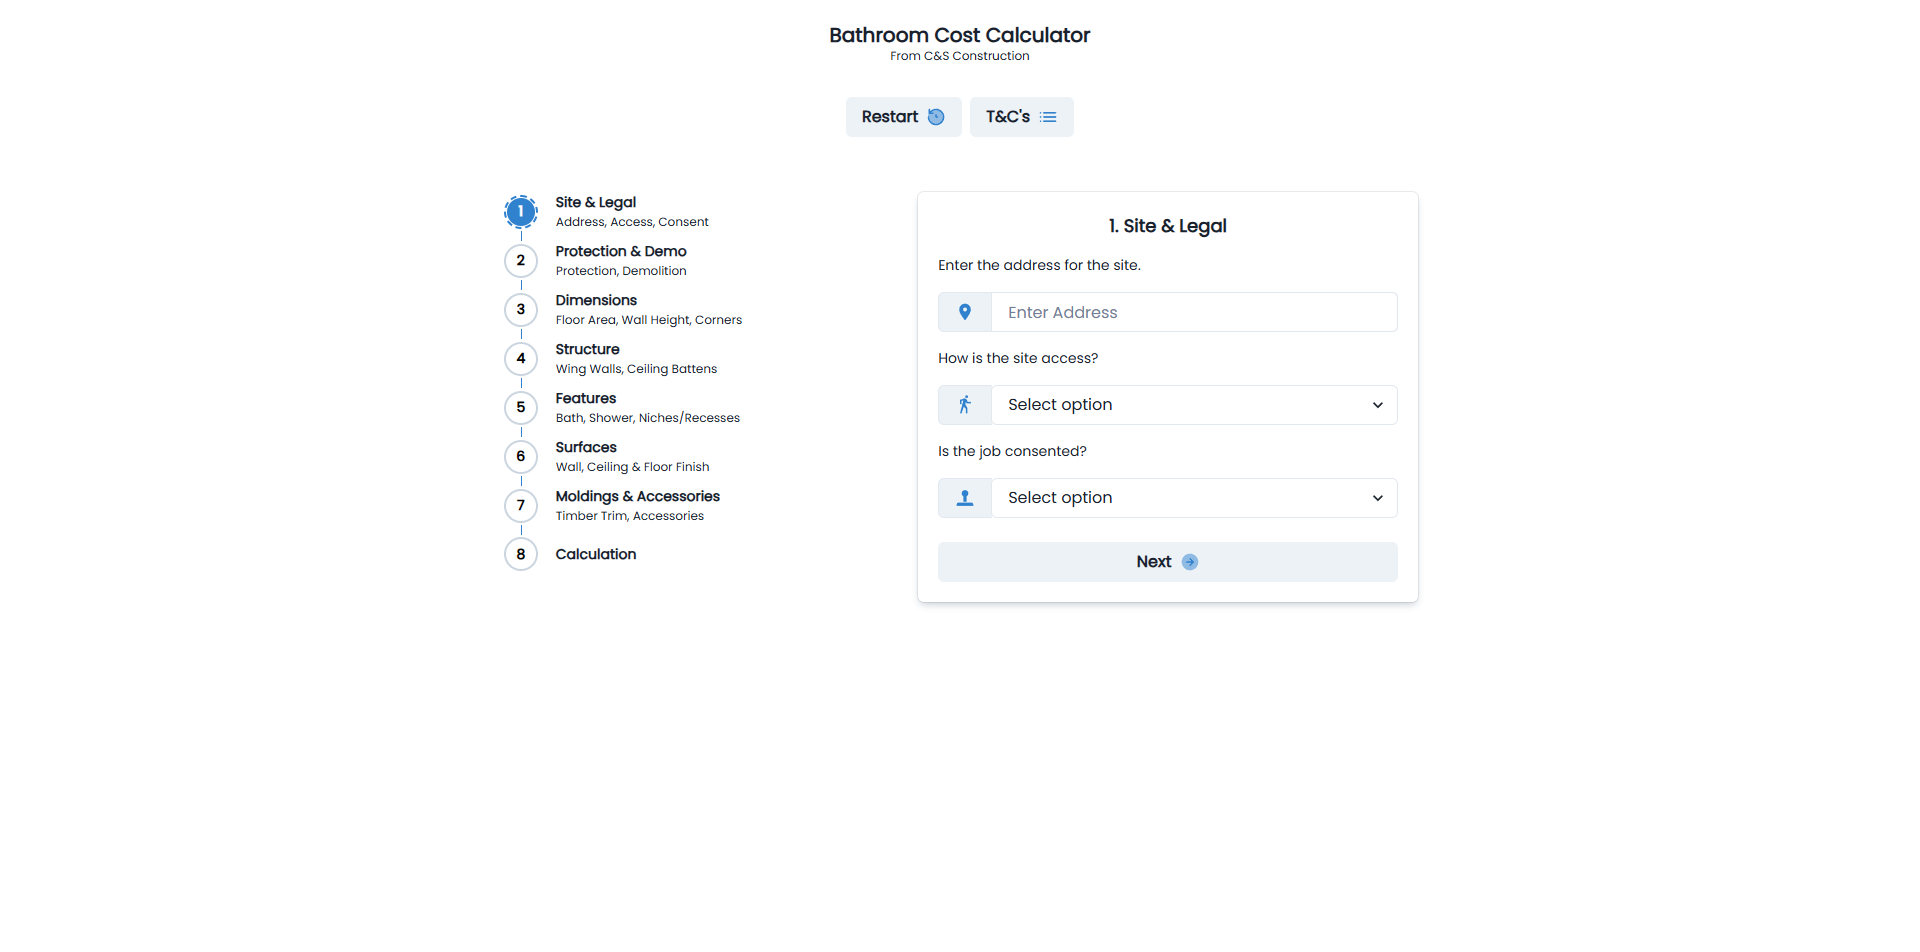 Bathroom Cost Calculator
From C&S Construction
Restart
T&C's
1
Site & Legal
Address, Access, Consent
2
Protection & Demo
Protection, Demolition
3
Dimensions
Floor Area, Wall Height, Corners
4
Structure
Wing Walls, Ceiling Battens
5
Features
Bath, Shower, Niches/Recesses
6
Surfaces
Wall, Ceiling & Floor Finish
7
Moldings & Accessories
Timber Trim, Accessories
8
Calculation
1. Site & Legal
Enter the address for the site.
Enter Address
How is the site access?
Select option
Is the job consented?
Select option
Next